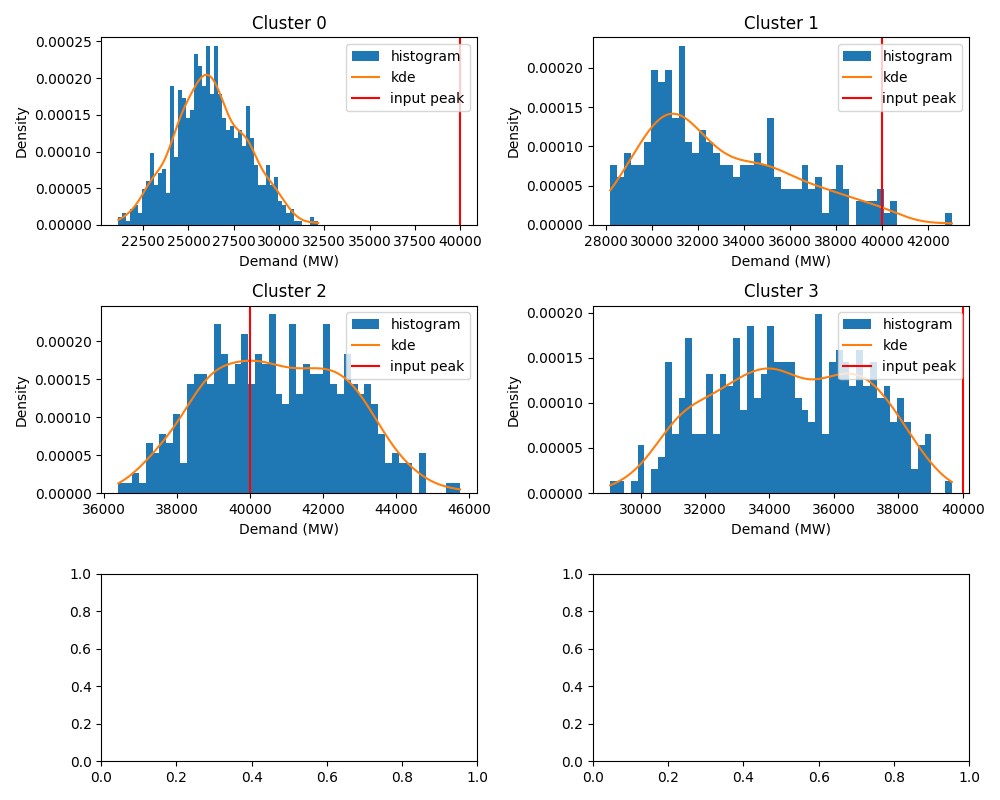 Cluster 0
Density
0.00025
0.00020
0.00015
0.00010
0.00005
0.00000
histogram
kde
input peak
22500 25000 27500 30000 32500 35000 37500 40000
Demand (MW)
Cluster 1
Density
0.00020
0.00015
0.00010
0.00005
0.00000
histogram
kde
input peak
28000 30000 32000 34000 36000 38000 40000 42000
Demand (MW)
Cluster 2
Density
0.00020
0.00015
0.00010
0.00005
0.00000
histogram
kde
input peak
36000 38000 40000 42000 44000 46000
Demand (MW)
Cluster 3
Density
0.00020
0.00015
0.00010
0.00005
0.00000
histogram
kde
input peak
30000 32000 34000 36000 38000 40000
Demand (MW)
1.0
0.8
0.6
0.4
0.2
0.0
0.0 0.2 0.4 0.6 0.8 1.0
1.0
0.8
0.6
0.4
0.2
0.0
0.0 0.2 0.4 0.6 0.8 1.0